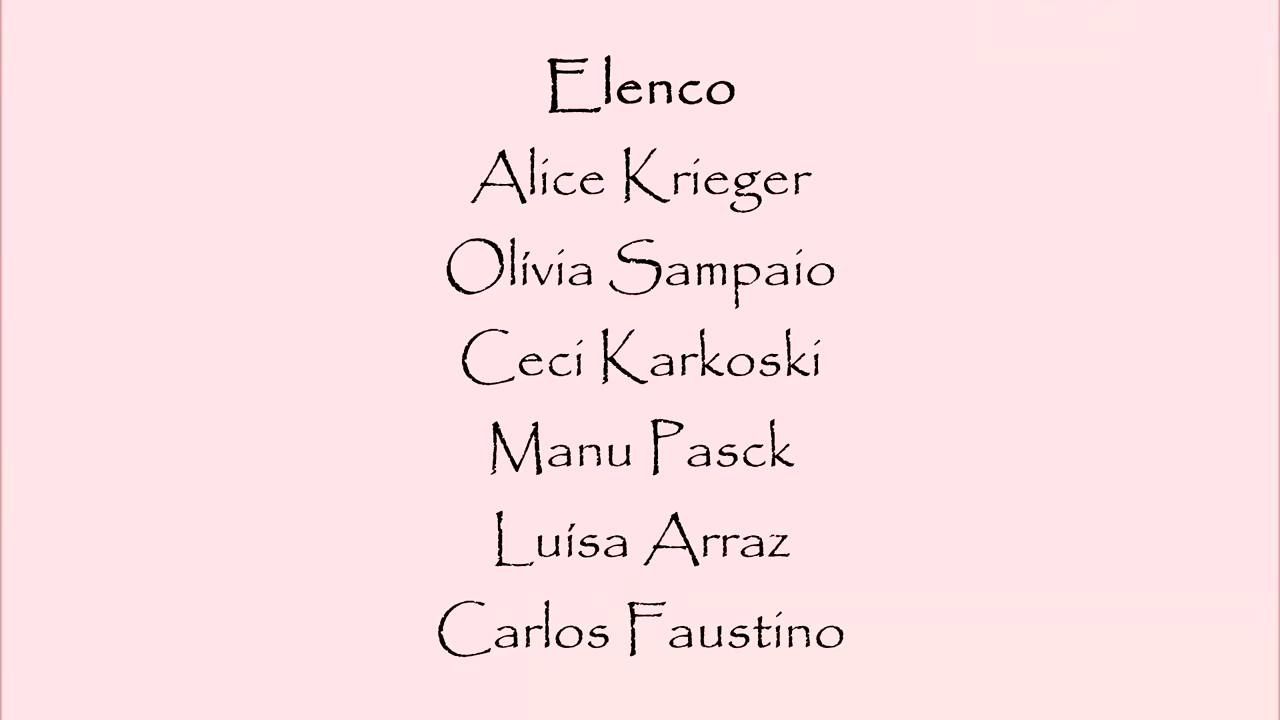 Elenco
Alice Krieger
Olívia Sampaio
Ceci Karkoski
Manu Pasck
Luísa Arraz
Carlos Faustino